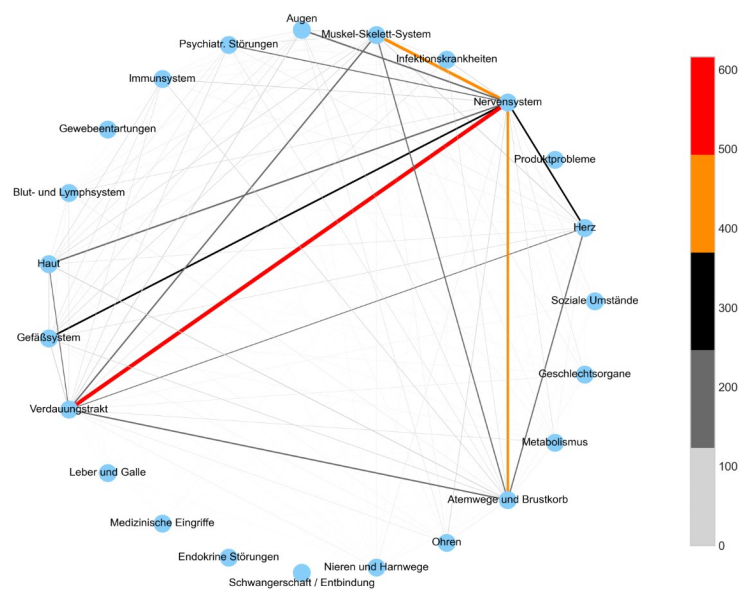 Augen
Muskel-Skelett-System
Psychiatr. Störungen
Infektionskrankheiten
Immunsystem
Nervensystem
Gewebeentartungen
Produktprobleme
Blut- und Lymphsystem
Herz
Haut
Soziale Umstände
Gefäßsystem
Geschlechtsorgane
Verdauungstrakt
Metabolismus
Leber und Galle
Atemwege und Brustkorb
Medizinische Eingriffe
Ohren
Endokrine Störungen
Nieren und Harnwege
Schwangerschaft / Entbindung
600
500
400
300
200
100
0